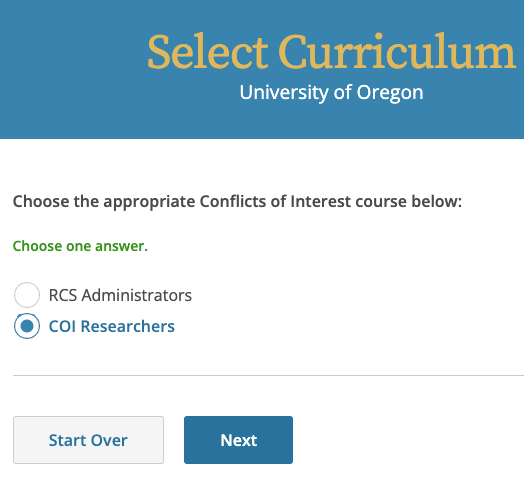 Select Curriculum
University of Oregon
Choose the appropriate Conflicts of Interest course below:
Choose one answer.
RCS Administrators
COI Researchers
Start Over
Next